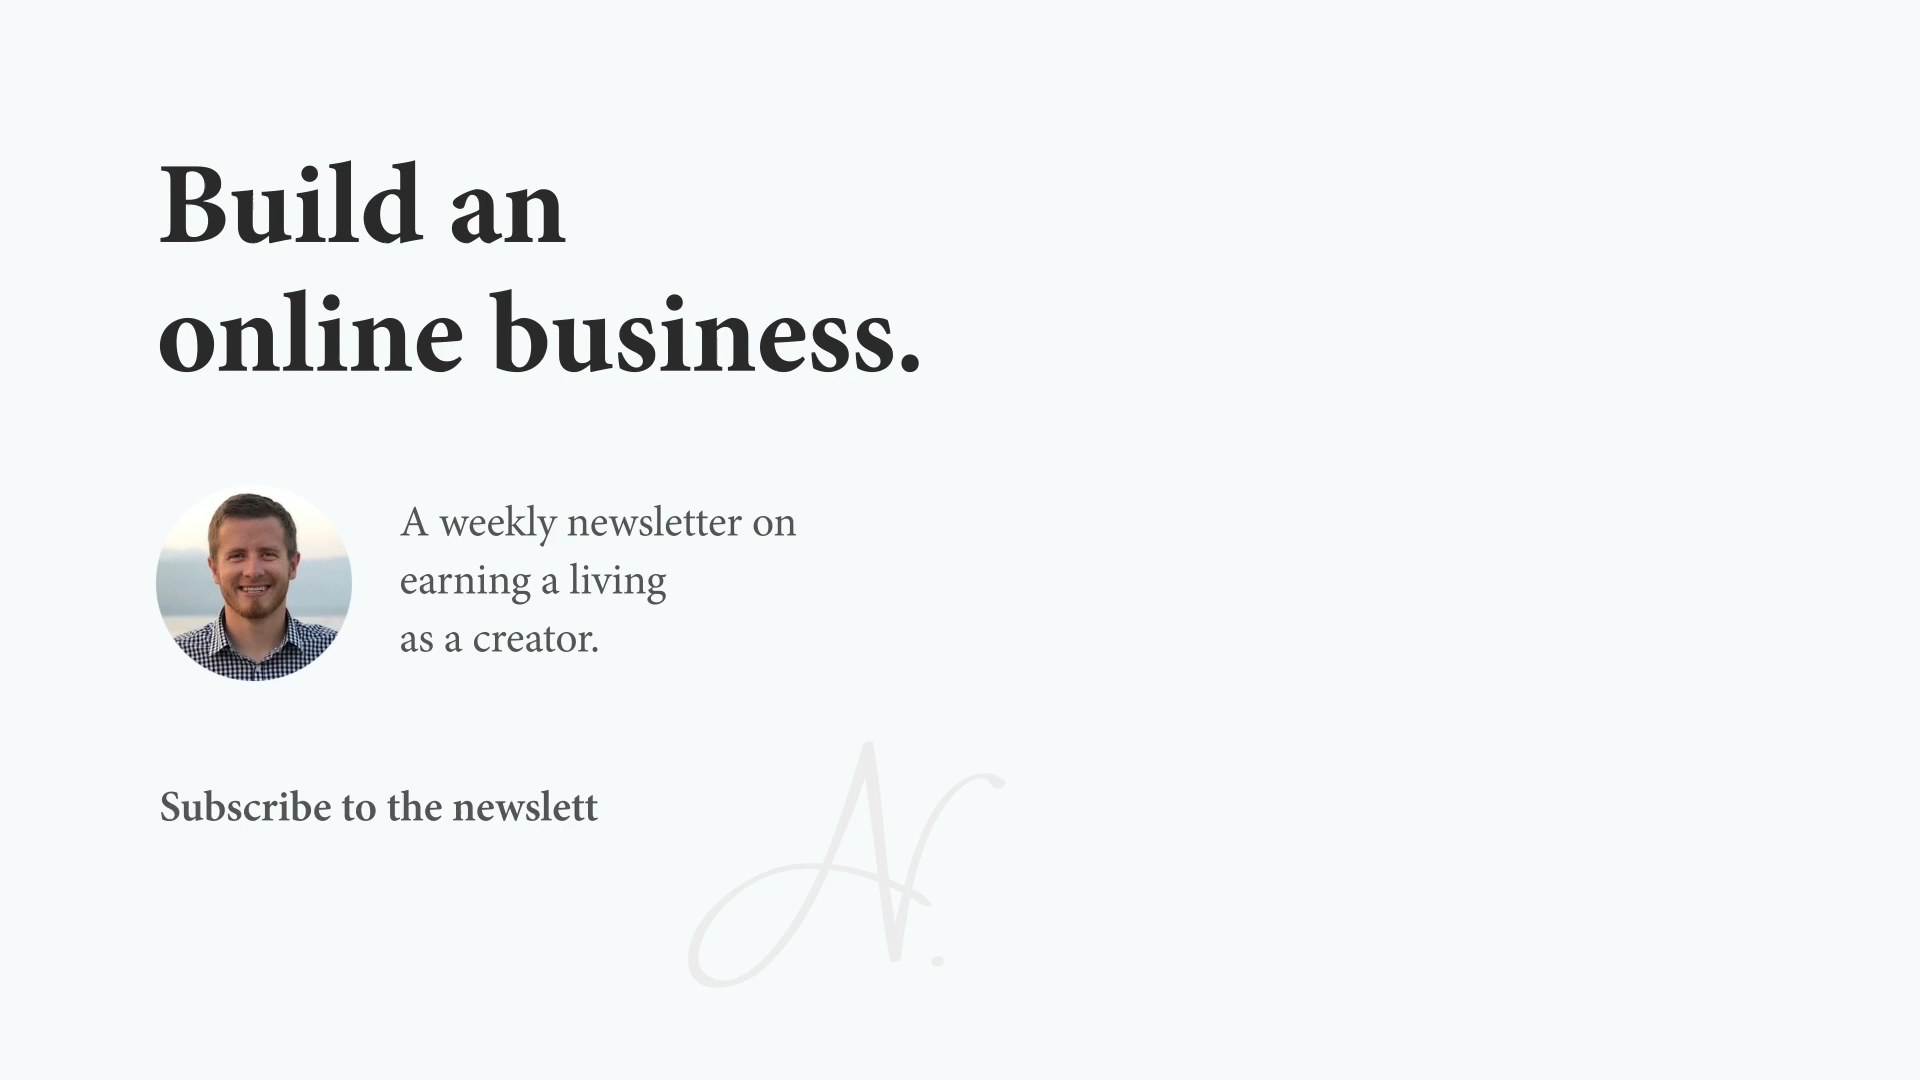 Build an
online business.
A weekly newsletter on
earning a living
as a creator.
Subscribe to the newslett
N.